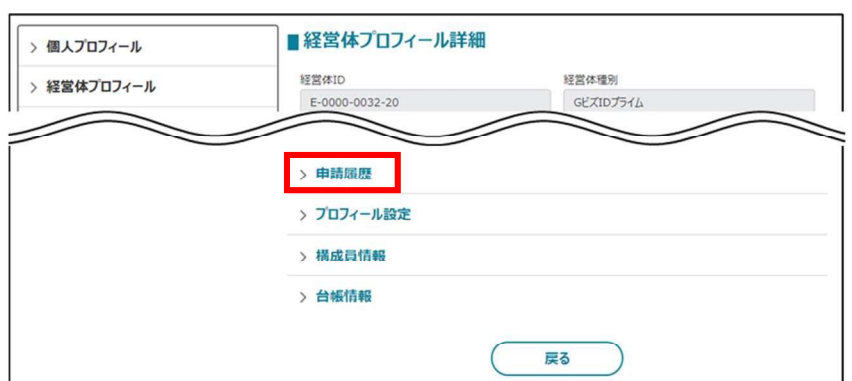 > 個人プロフィール
> 経営体プロフィール
■経営体プロフィール詳細
経営体ID
経営体種別
E-0000-0032-20
GビズIDプライム
> 申請履歴
> プロフィール設定
> 構成員情報
> 台帳情報
戻る